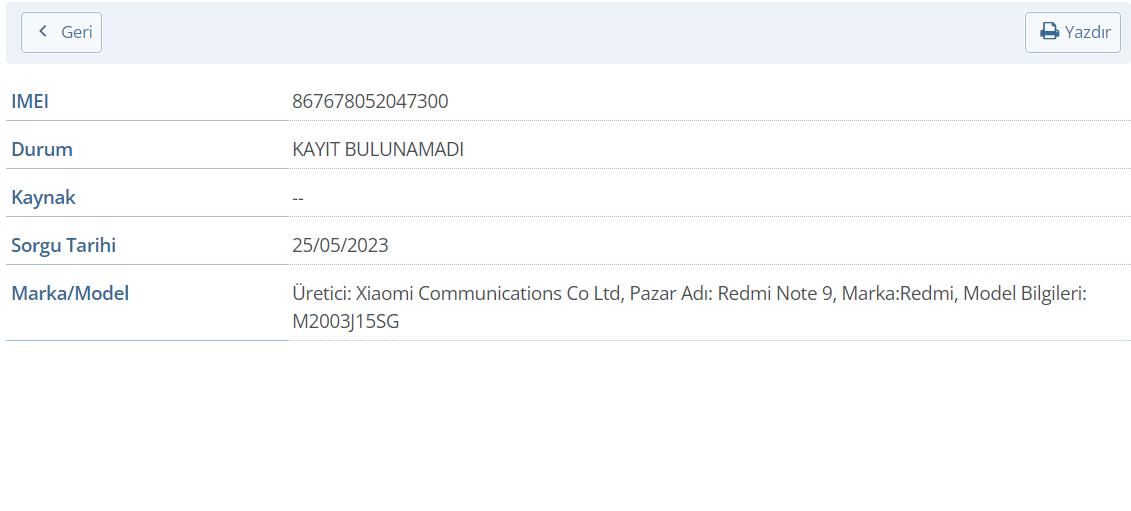 Geri
Yazdır
IMEI 867678052047300
Durum KAYIT BULUNAMADI
Kaynak --
Sorgu Tarihi 25/05/2023
Marka/Model Üretici: Xiaomi Communications Co Ltd, Pazar Adı: Redmi Note 9, Marka:Redmi, Model Bilgileri:
M2003J15SG